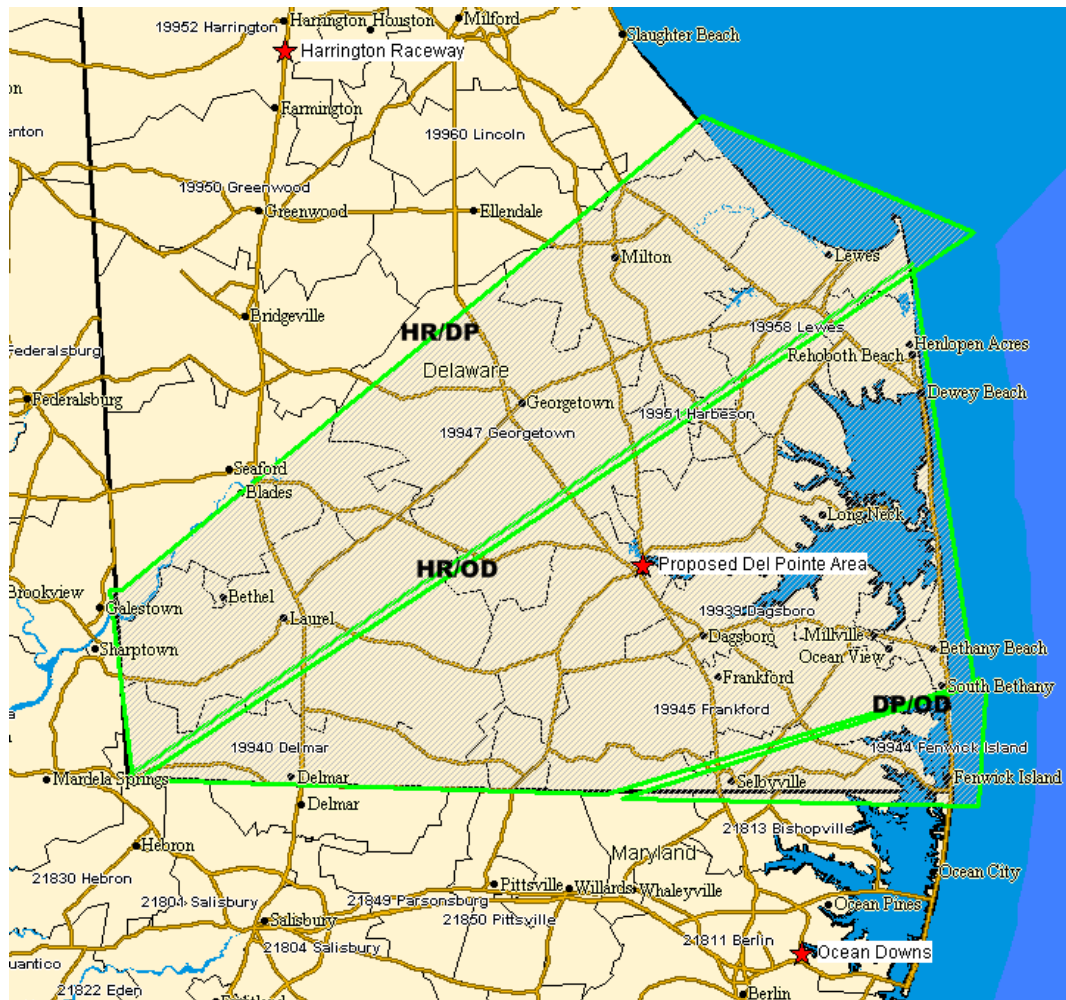 19952 Harrington
Harrington
Houston
Milford
Slaughter Beach
Harrington Raceway
on
Farmington
enton
19960 Lincoln
19950 Greenwood
Greenwood
Ellendale
Milton
Lewes
Bridgeville
HR/DP
19958 Lewes
Henlopen Acres
Federalsburg
Rehoboth Beach
Delaware
Federalsburg
Georgetown
Dewey Beach
19951 Harbeson
19947 Georgetown
Seaford
Blades
Long Neck
HR/OD
Proposed Del Pointe Area
Brookview
Bethel
Galestown
Laurel
19939 Dagsboro
Sharptown
Dagsboro
Millville
Ocean View
Bethany Beach
Frankford
South Bethany
DP/OD
19945 Frankford
a
19940 Delmar
19944 Fenwick Island
Mardela Springs
Delmar
Selbyville
Fenwick Island
Delmar
21813 Bishopville
Hebron
Maryland
21830 Hebron
Pittsville
Willards
Whaleyville
Ocean City
21801 Salisbury
21849 Parsonsburg
21850 Pittsville
Ocean Pines
Salisbury
21804 Salisbury
21811 Berlin
Ocean Downs
uantico
21822 Eden
Berlin